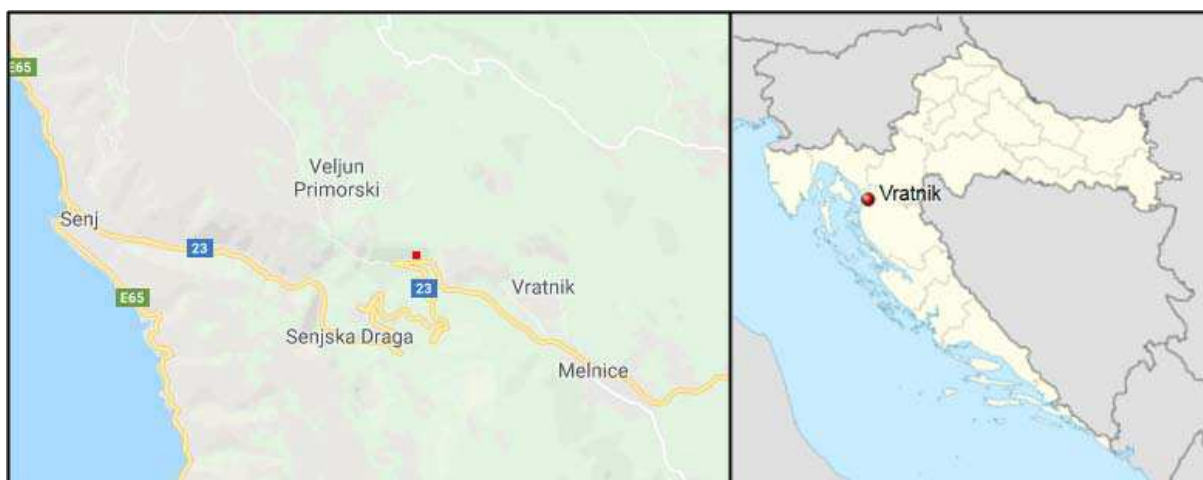 E65
Veljun
Primorski
Senj
23
E65
23
Vratnik
Senjska Draga
Melnice
Vratnik